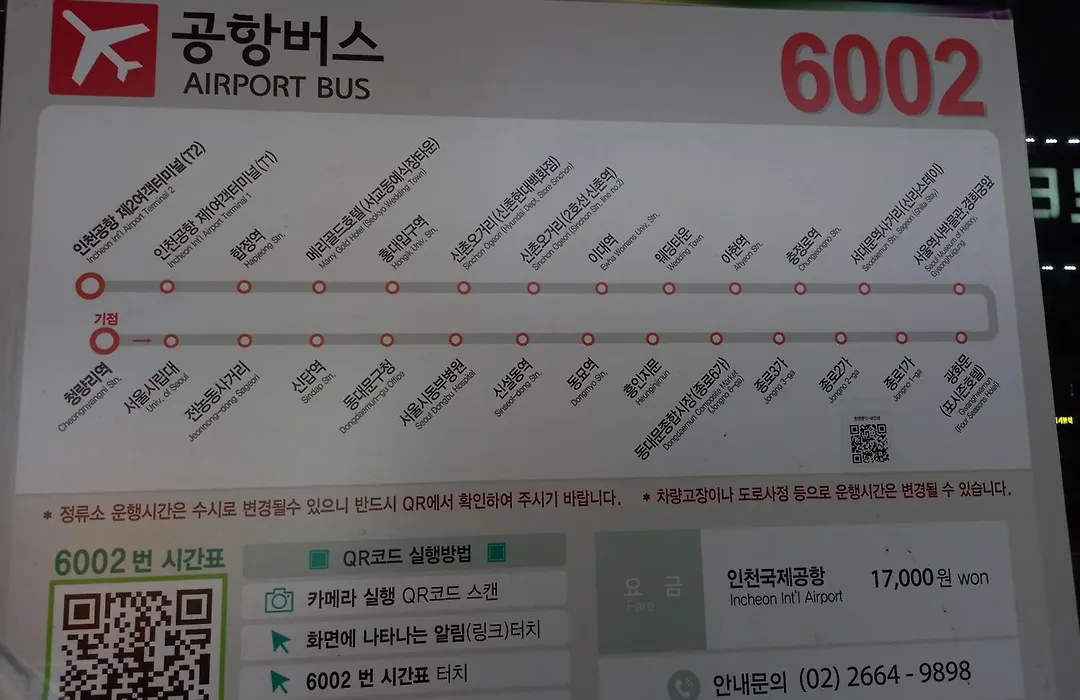 공항버스
AIRPORT BUS
6002
인천공항 제2여객터미널(T2)
Incheon Int'l Airport Terminal 2
인천공항 제1여객터미널(T1)
Incheon Int'l Airport Terminal 1
합정역
Hapjeong Stn.
메리골드호텔(서교동예식장타운)
Marry Gold Hotel (Seokyo Wedding Town)
홍대입구역
Hongik Univ. Stn.
신촌오거리(신촌현대백화점)
Sinchon Ogeori (Hyundai Dept. Store Sinchon)
신촌오거리(2호선신촌역)
Sinchon Ogeori (Sinchon Stn. line no.2)
이대역
Ewha Womans Univ. Stn.
웨딩타운
Wedding Town
아현역
Ahyeon Stn.
충정로역
Chungjeongno Stn.
서대문역사거리(신라스테이)
Seodaemun Stn. Sageori (Shilla Stay)
서울역사박물관.경희궁앞
Seoul Museum of History.
Gyeonghuigung
기점
청량리역
Cheongnyangni Stn.
서울시립대
Univ. of Seoul
전농동사거리
Jeonnong-dong Sageori
신답역
Sindap Stn.
동대문구청
Dongdaemun-gu Office
서울시동부병원
Seoul Dongbu Hospital
신설동역
Sinseol-dong Stn.
동묘역
Dongmyo Stn.
흥인지문
Heunginjimun
동대문종합시장(종로6가)
Dongdaemun Composite Market
(Jongno 6-ga)
종로3가
Jongno 3-ga
종로2가
Jongno 2-ga
종로1가
Jongno 1-ga
광화문
(포시즌호텔)
Gwanghwamun
(Four Seasons Hotel)
* 정류소 운행시간은 수시로 변경될수 있으니 반드시 QR에서 확인하여 주시기 바랍니다.
* 차량고장이나 도로사정 등으로 운행시간은 변경될 수 있습니다.
6002 번 시간표
QR코드 실행방법
카메라 실행 QR코드 스캔
화면에 나타나는 알림(링크)터치
6002 번 시간표 터치
요 금
Fare
인천국제공항
Incheon Int'l Airport
17,000원 won
안내문의 (02) 2664 - 9898